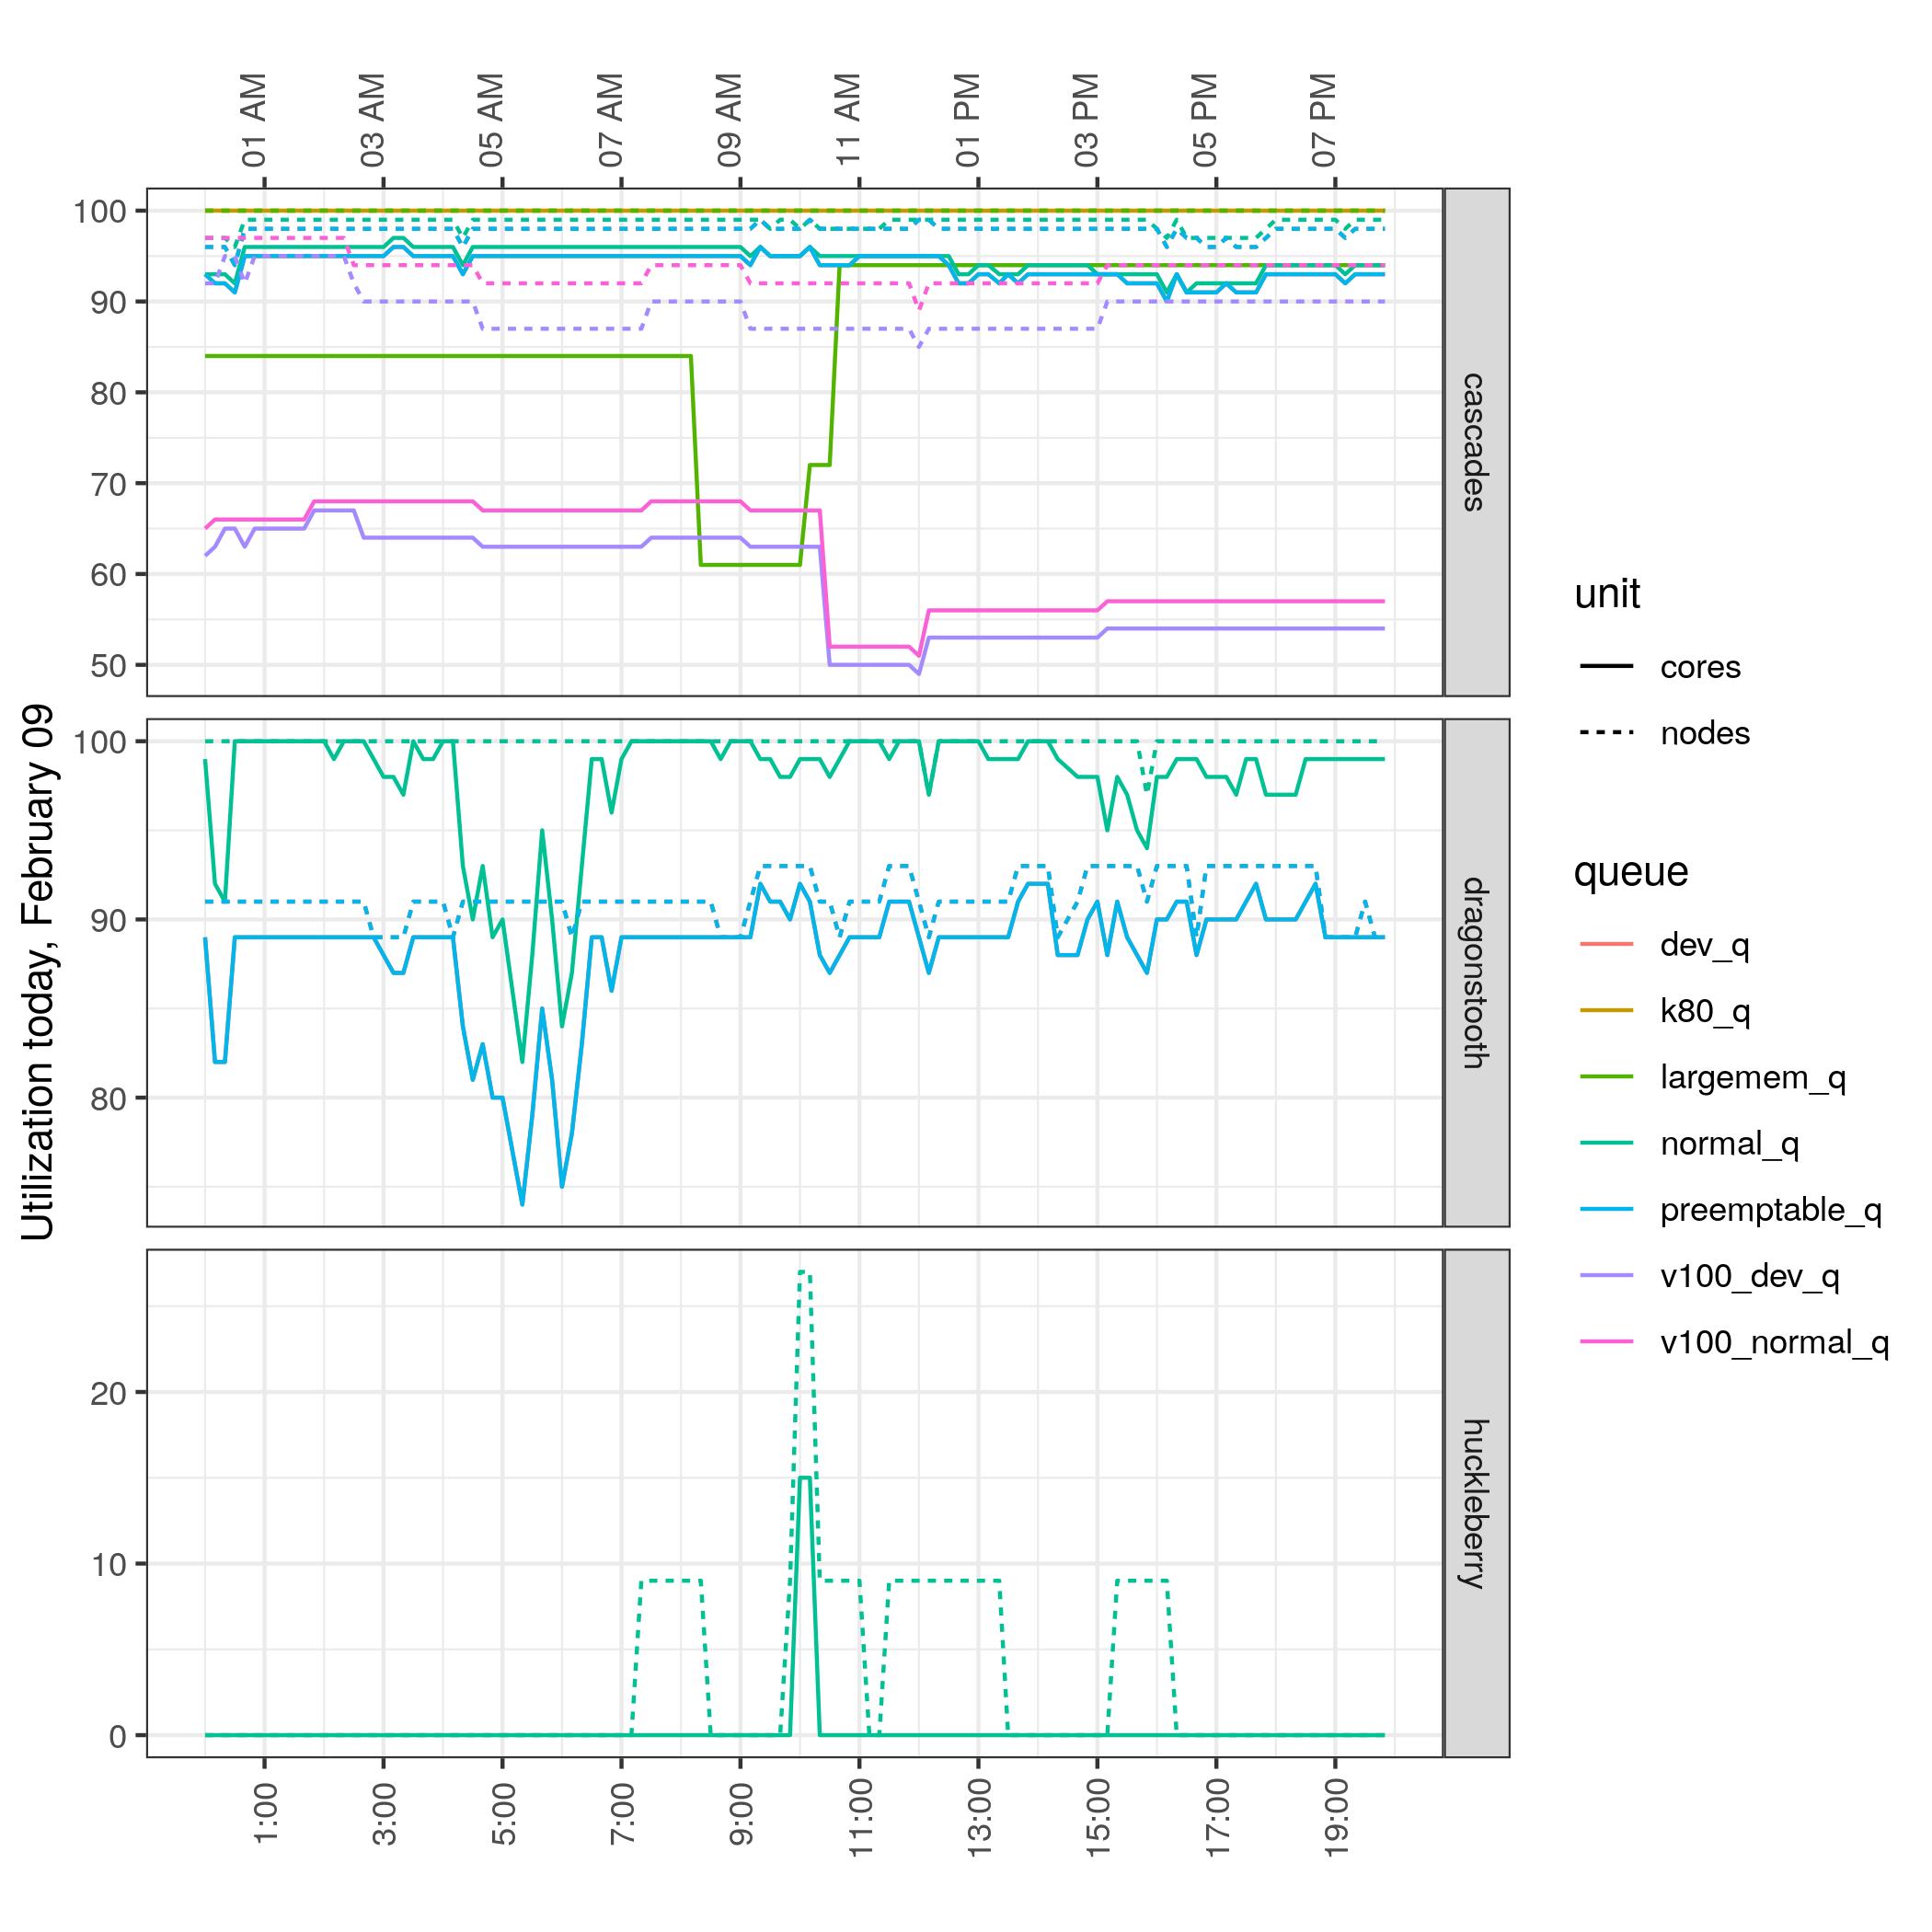 01 AM
03 AM
05 AM
07 AM
09 AM
11 AM
01 PM
03 PM
05 PM
07 PM
Utilization today, February 09
100
90
80
70
60
50
cascades
100
90
80
dragonstooth
20
10
0
huckleberry
1:00
3:00
5:00
7:00
9:00
11:00
13:00
15:00
17:00
19:00
unit
cores
nodes
queue
dev_q
k80_q
largemem_q
normal_q
preemptable_q
v100_dev_q
v100_normal_q